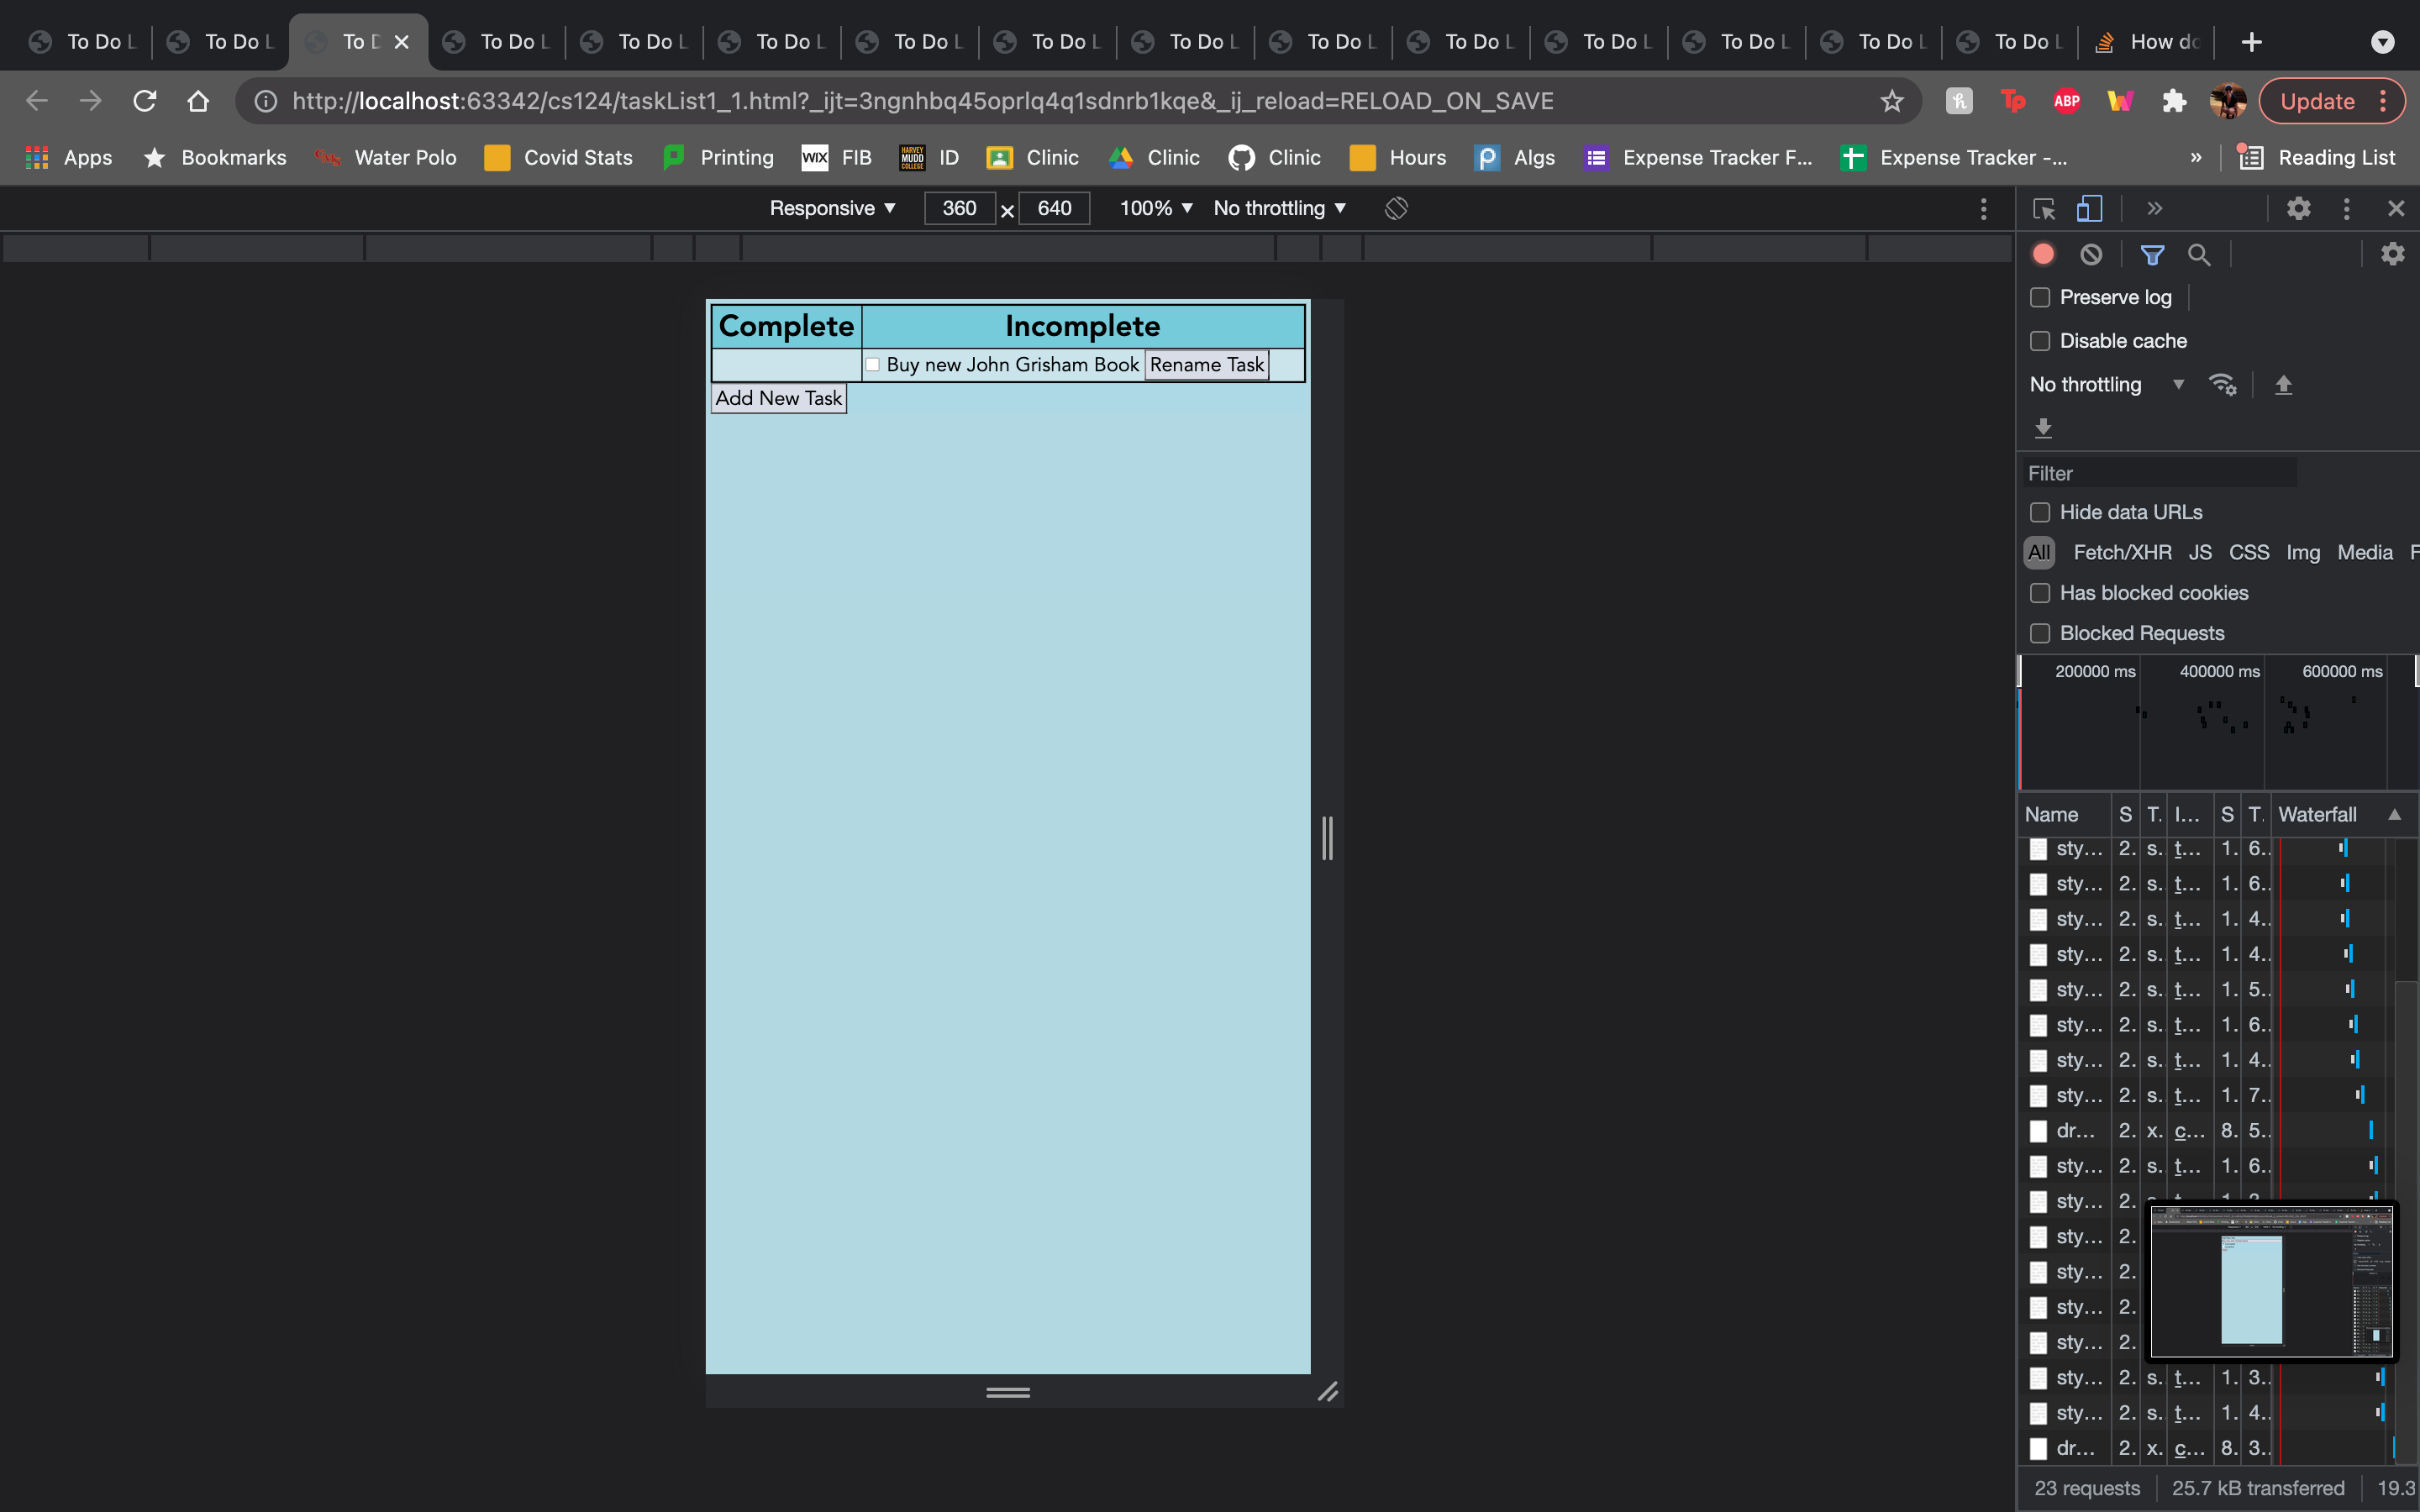 To Do L To Do L To D To Do L To Do L To Do L To Do L To Do L To Do L To Do L To Do L To Do L To Do L To Do L To Do L How do
http://localhost:63342/cs124/taskList1_1.html?_ijt=3ngnhbq45oprlq4q1sdnrb1kqe&_ij_reload=RELOAD_ON_SAVE
h Tp ABP W Update
Apps Bookmarks Water Polo Covid Stats Printing WIX FIB HARVEY MUDD COLLEGE ID Clinic Clinic Clinic Hours Algs Expense Tracker F... Expense Tracker -... » Reading List
Responsive 360 × 640 100% No throttling
Preserve log
Disable cache
No throttling
Filter
Hide data URLs
All Fetch/XHR JS CSS Img Media F
Has blocked cookies
Blocked Requests
200000 ms 400000 ms 600000 ms
Complete Incomplete
Buy new John Grisham Book Rename Task
Add New Task
Name S T. I... S T. Waterfall
sty... 2. s. t... 1. 6..
sty... 2. s. t... 1. 6..
sty... 2. s. t... 1. 4..
sty... 2. s. t... 1. 4..
sty... 2. s. t... 1. 5..
sty... 2. s. t... 1. 6..
sty... 2. s. t... 1. 4..
sty... 2. s. t... 1. 7..
dr... 2. x. c... 8. 5..
sty... 2. s. t... 1. 6..
sty... 2.
sty... 2.
sty... 2.
sty... 2.
sty... 2.
sty... 2. s. t... 1. 3..
sty... 2. s. t... 1. 4..
dr... 2. x. c... 8. 3..
23 requests 25.7 kB transferred 19.3